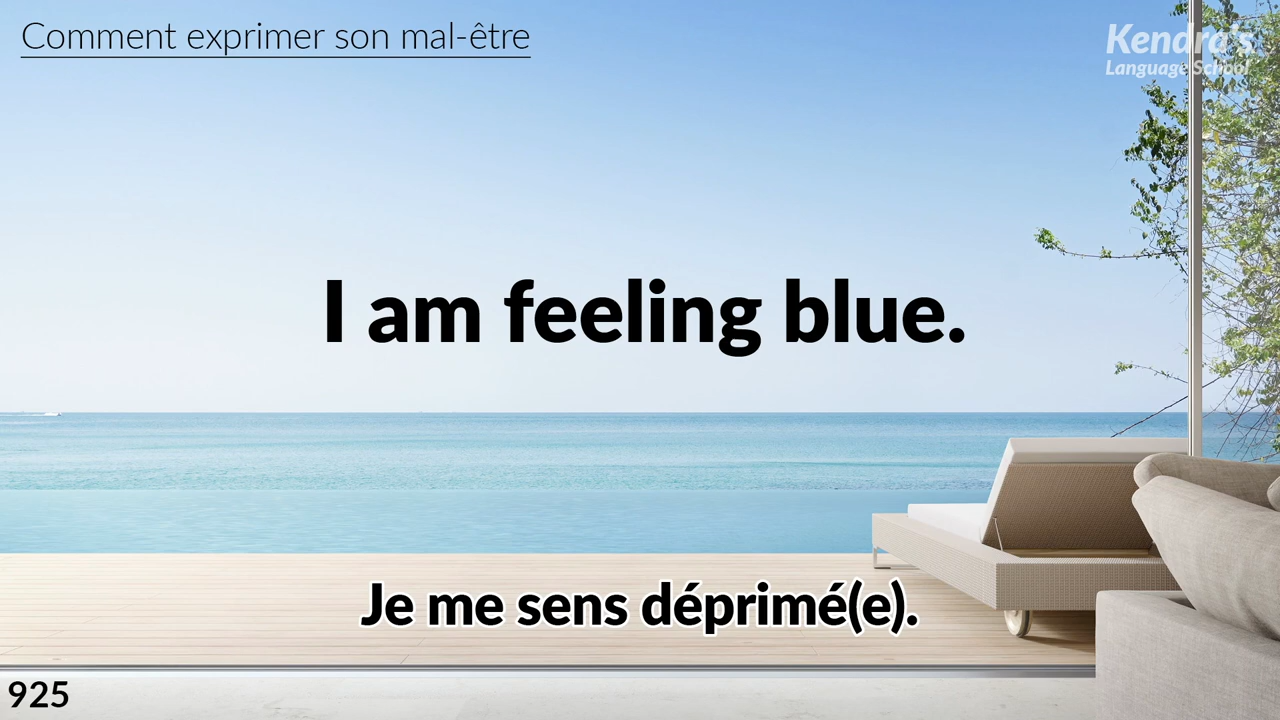 Comment exprimer son mal-être
Kendra's
Language School
I am feeling blue.
Je me sens déprimé(e).
925